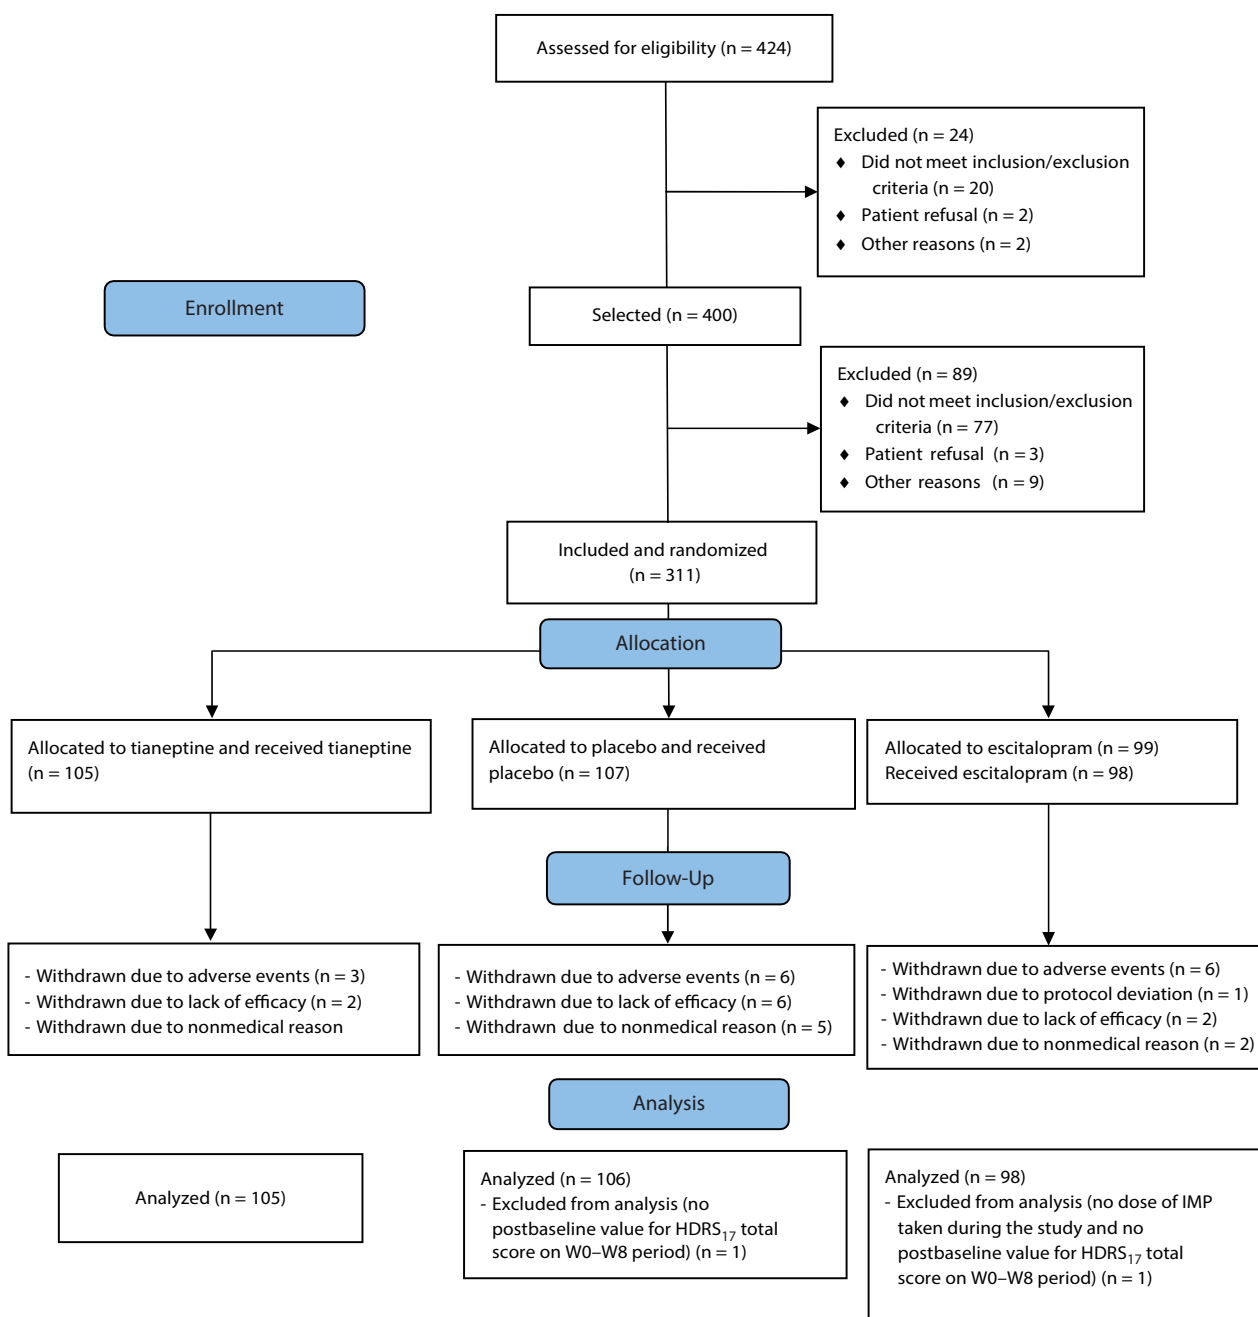 Assessed for eligibility (n = 424)
Excluded (n = 24)
♦ Did not meet inclusion/exclusion
criteria (n = 20)
♦ Patient refusal (n = 2)
♦ Other reasons (n = 2)
Enrollment
Selected (n = 400)
Excluded (n = 89)
♦ Did not meet inclusion/exclusion
criteria (n = 77)
♦ Patient refusal (n = 3)
♦ Other reasons (n = 9)
Included and randomized
(n = 311)
Allocation
Allocated to tianeptine and received tianeptine
(n = 105)
Allocated to placebo and received
placebo (n = 107)
Allocated to escitalopram (n = 99)
Received escitalopram (n = 98)
Follow-Up
- Withdrawn due to adverse events (n = 3)
- Withdrawn due to lack of efficacy (n = 2)
- Withdrawn due to nonmedical reason
- Withdrawn due to adverse events (n = 6)
- Withdrawn due to lack of efficacy (n = 6)
- Withdrawn due to nonmedical reason (n = 5)
- Withdrawn due to adverse events (n = 6)
- Withdrawn due to protocol deviation (n = 1)
- Withdrawn due to lack of efficacy (n = 2)
- Withdrawn due to nonmedical reason (n = 2)
Analysis
Analyzed (n = 105)
Analyzed (n = 106)
- Excluded from analysis (no
postbaseline value for HDRS17 total
score on W0–W8 period) (n = 1)
Analyzed (n = 98)
- Excluded from analysis (no dose of IMP
taken during the study and no
postbaseline value for HDRS17 total
score on W0–W8 period) (n = 1)